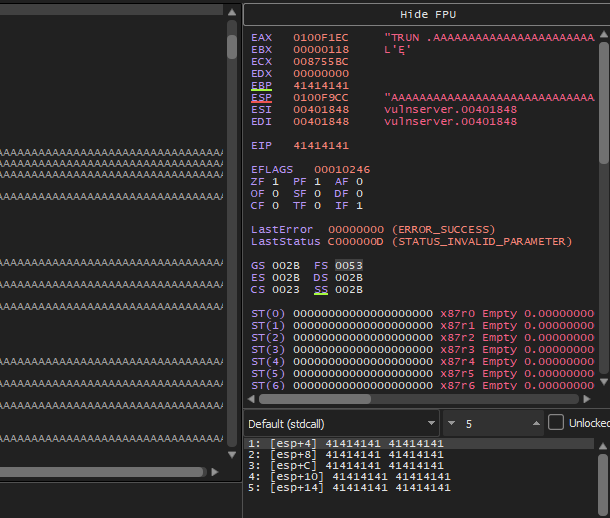 Hide FPU
EAX 0100F1EC "TRUN .AAAAAAAAAAAAAAAAAAAAAAA
EBX 00000118 L'Ę'
ECX 008755BC
EDX 00000000
EBP 41414141
ESP 0100F9CC "AAAAAAAAAAAAAAAAAAAAAAAAAAAAA
ESI 00401848 vulnserver.00401848
EDI 00401848 vulnserver.00401848
EIP 41414141
EFLAGS 00010246
ZF 1 PF 1 AF 0
OF 0 SF 0 DF 0
CF 0 TF 0 IF 1
LastError 00000000 (ERROR_SUCCESS)
LastStatus C000000D (STATUS_INVALID_PARAMETER)
GS 002B FS 0053
ES 002B DS 002B
CS 0023 SS 002B
ST(0) 00000000000000000000 x87r0 Empty 0.00000000
ST(1) 00000000000000000000 x87r1 Empty 0.00000000
ST(2) 00000000000000000000 x87r2 Empty 0.00000000
ST(3) 00000000000000000000 x87r3 Empty 0.00000000
ST(4) 00000000000000000000 x87r4 Empty 0.00000000
ST(5) 00000000000000000000 x87r5 Empty 0.00000000
ST(6) 00000000000000000000 x87r6 Empty 0.00000000
Default (stdcall) 5 Unlocked
1: [esp+4] 41414141 41414141
2: [esp+8] 41414141 41414141
3: [esp+C] 41414141 41414141
4: [esp+10] 41414141 41414141
5: [esp+14] 41414141 41414141